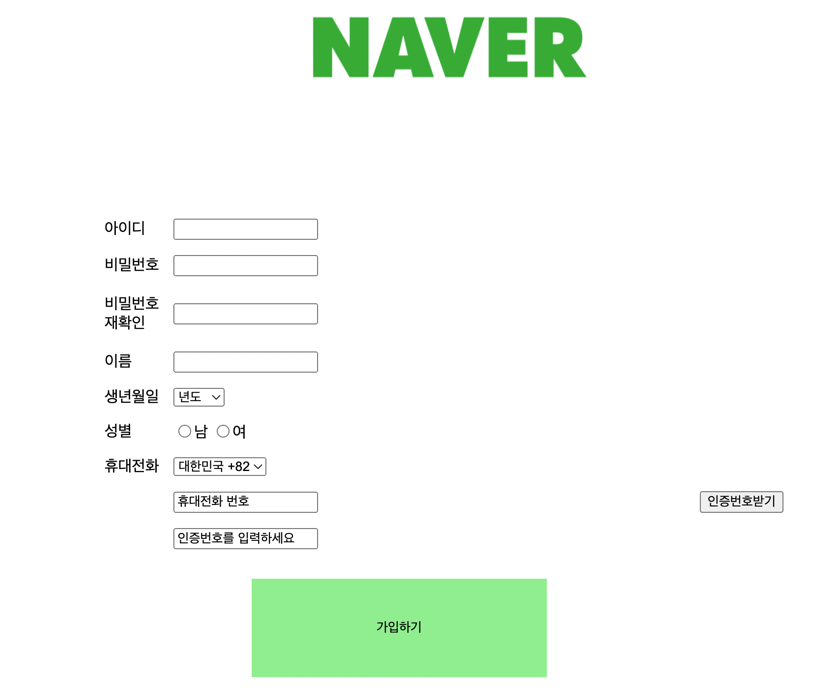 NAVER
아이디
비밀번호
비밀번호
재확인
이름
생년월일 년도
성별 남 여
휴대전화 대한민국 +82
휴대전화 번호 인증번호받기
인증번호를 입력하세요
가입하기